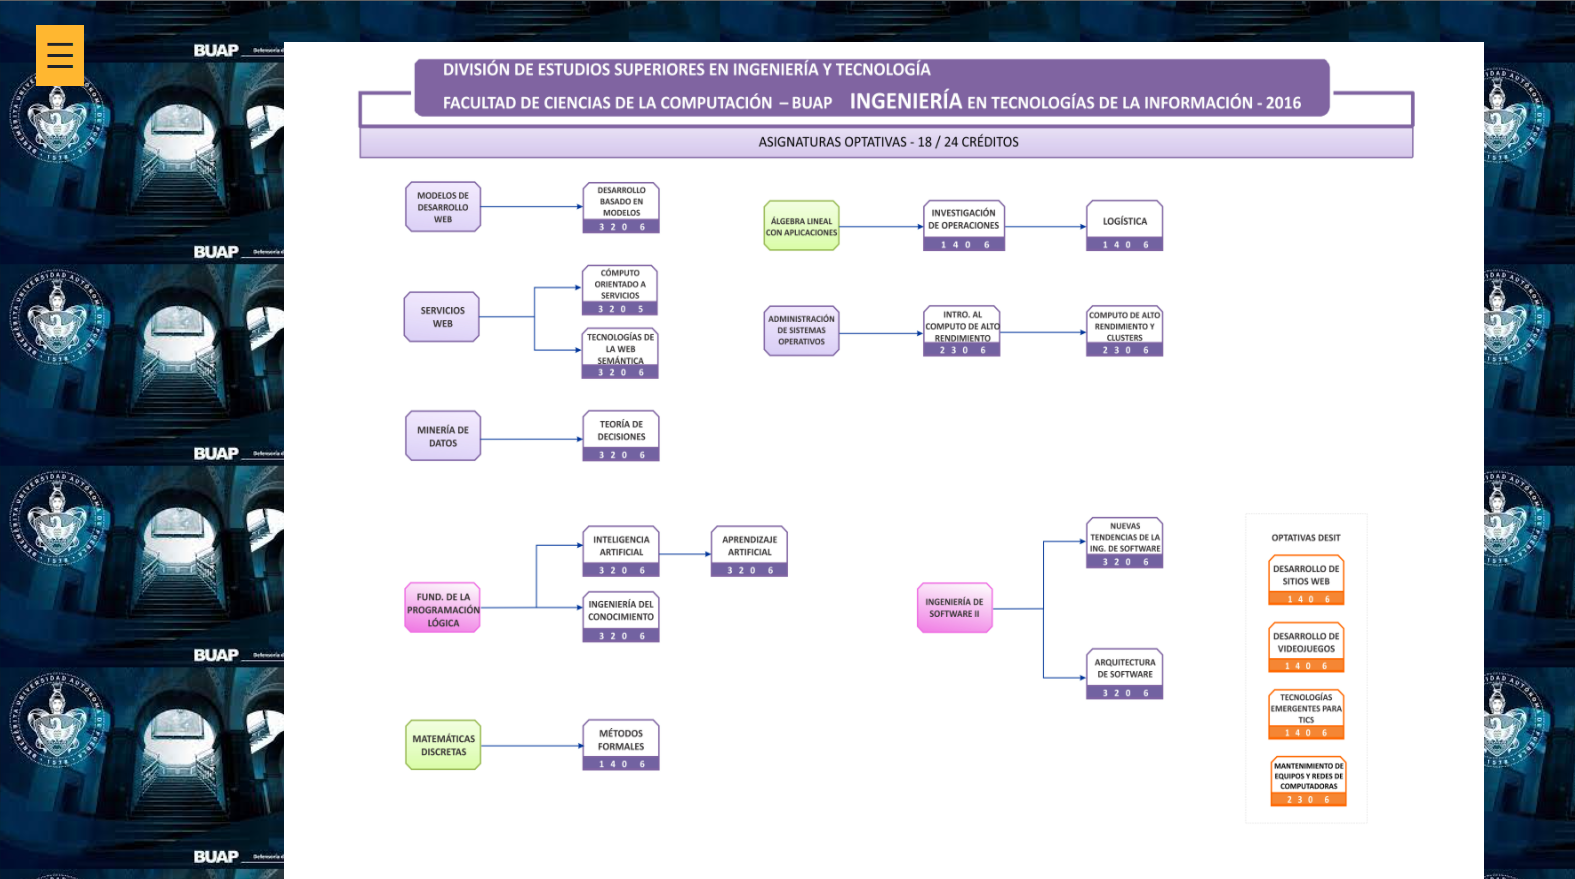 DIVISIÓN DE ESTUDIOS SUPERIORES EN INGENIERÍA Y TECNOLOGÍA
FACULTAD DE CIENCIAS DE LA COMPUTACIÓN – BUAP INGENIERÍA EN TECNOLOGÍAS DE LA INFORMACIÓN - 2016
ASIGNATURAS OPTATIVAS - 18 / 24 CRÉDITOS
MODELOS DE
DESARROLLO
WEB
DESARROLLO
BASADO EN
MODELOS
3 2 0 6
ÁLGEBRA LINEAL
CON APLICACIONES
INVESTIGACIÓN
DE OPERACIONES
1 4 0 6
LOGÍSTICA
1 4 0 6
SERVICIOS
WEB
CÓMPUTO
ORIENTADO A
SERVICIOS
3 2 0 5
TECNOLOGÍAS DE
LA WEB
SEMÁNTICA
3 2 0 6
ADMINISTRACIÓN
DE SISTEMAS
OPERATIVOS
INTRO. AL
COMPUTO DE ALTO
RENDIMIENTO
2 3 0 6
COMPUTO DE ALTO
RENDIMIENTO Y
CLUSTERS
2 3 0 6
MINERÍA DE
DATOS
TEORÍA DE
DECISIONES
3 2 0 6
FUND. DE LA
PROGRAMACIÓN
LÓGICA
INTELIGENCIA
ARTIFICIAL
3 2 0 6
APRENDIZAJE
ARTIFICIAL
3 2 0 6
INGENIERÍA DEL
CONOCIMIENTO
3 2 0 6
INGENIERÍA DE
SOFTWARE II
NUEVAS
TENDENCIAS DE LA
ING. DE SOFTWARE
3 2 0 6
ARQUITECTURA
DE SOFTWARE
3 2 0 6
MATEMÁTICAS
DISCRETAS
MÉTODOS
FORMALES
1 4 0 6
OPTATIVAS DESIT
DESARROLLO DE
SITIOS WEB
1 4 0 6
DESARROLLO DE
VIDEOJUEGOS
1 4 0 6
TECNOLOGÍAS
EMERGENTES PARA
TICS
1 4 0 6
MANTENIMIENTO DE
EQUIPOS Y REDES DE
COMPUTADORAS
2 3 0 6
BUAP
BUAP
BUAP
BUAP
BUAP